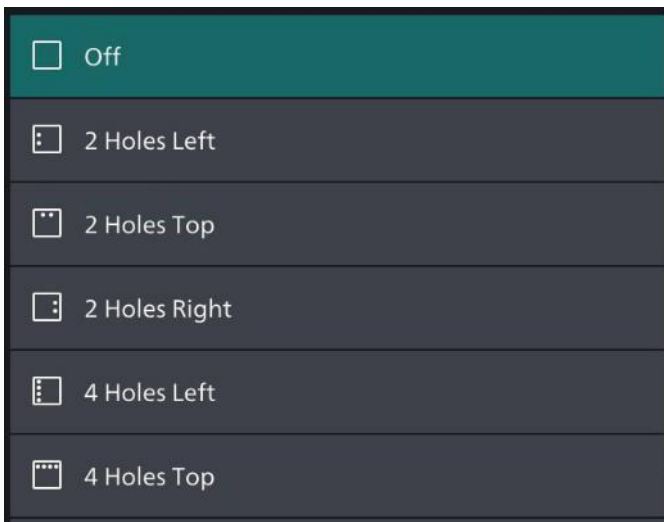 Off
2 Holes Left
2 Holes Top
2 Holes Right
4 Holes Left
4 Holes Top